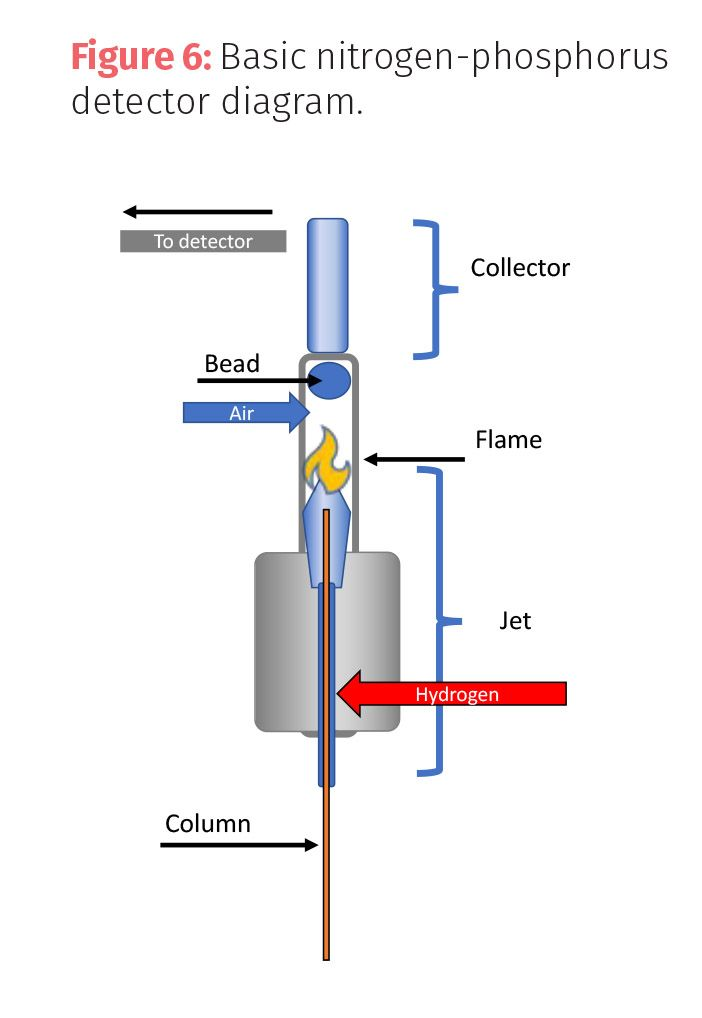 Figure 6: Basic nitrogen-phosphorus
detector diagram.
To detector
Collector
Bead
Air
Flame
Jet
Hydrogen
Column